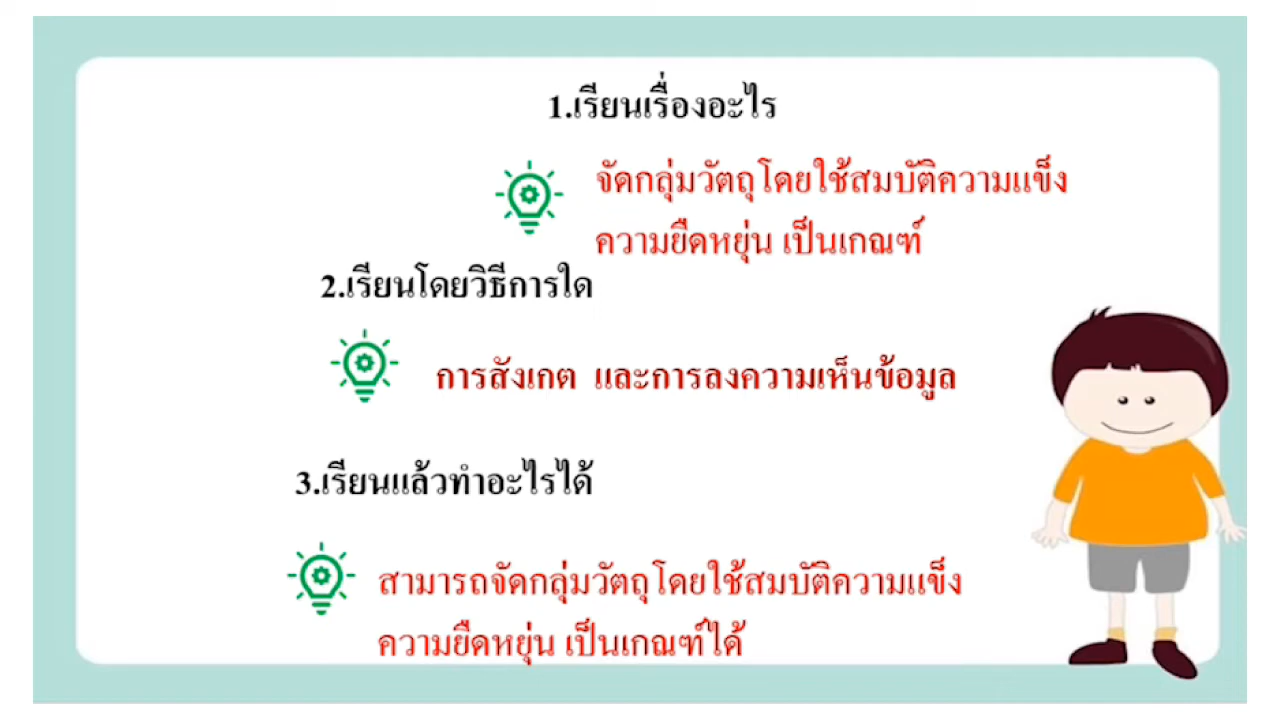 1.เรียนเรื่องอะไร
จัดกลุ่มวัตถุโดยใช้สมบัติความแข็ง
ความยืดหยุ่น เป็นเกณฑ์
2.เรียนโดยวิธีการใด
การสังเกต และการลงความเห็นข้อมูล
3.เรียนแล้วทำอะไรได้
สามารถจัดกลุ่มวัตถุโดยใช้สมบัติความแข็ง
ความยืดหยุ่น เป็นเกณฑ์ได้